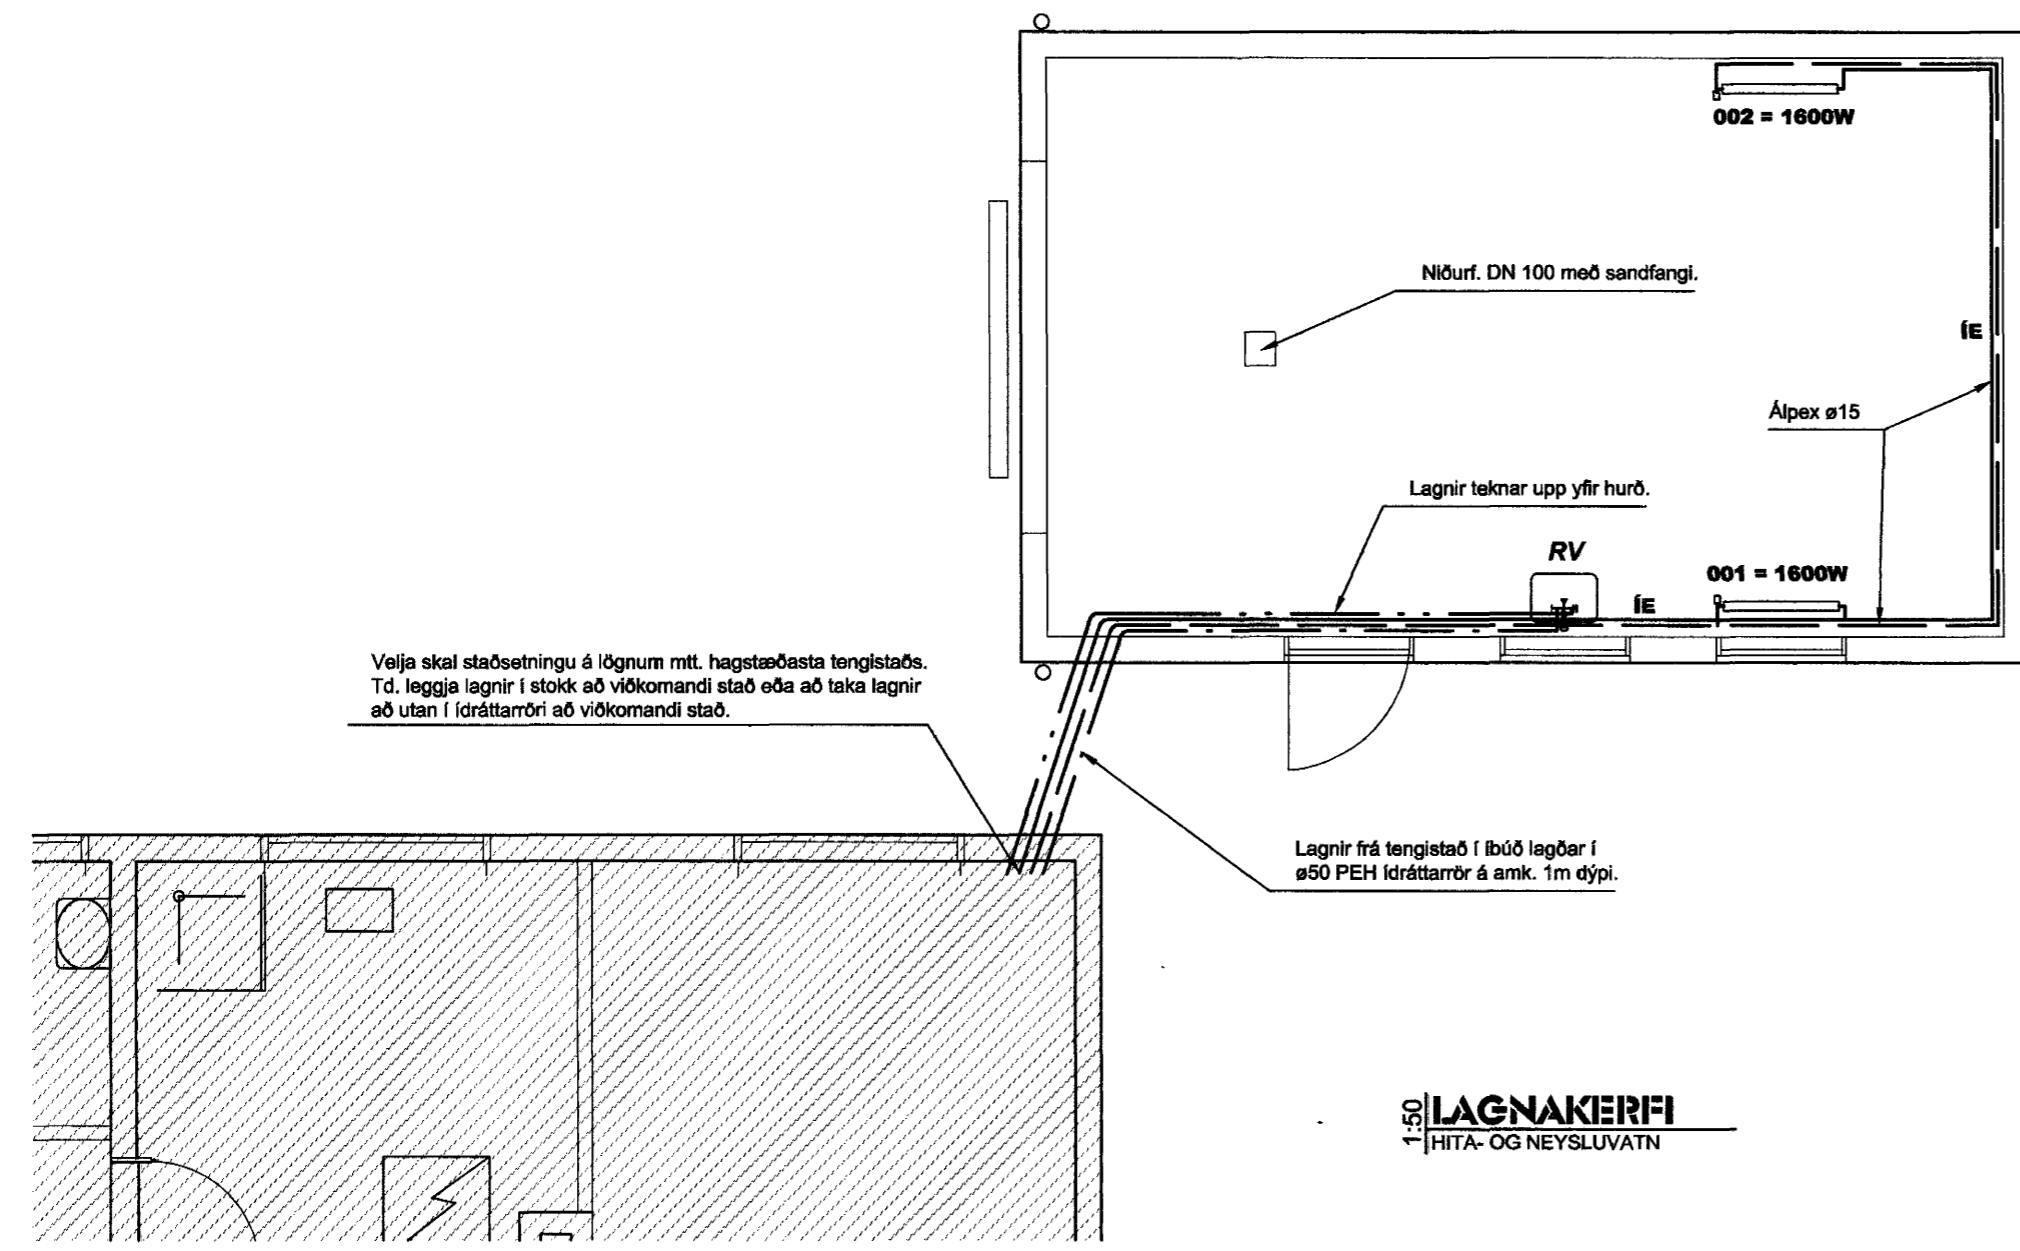 002 = 1600W
Niðurf. DN 100 með sandfangi.
ÍE
Álpex ø15
Lagnir teknar upp yfir hurð.
RV
ÍE
001 = 1600W
Velja skal staðsetningu á lögnum mtt. hagstæðasta tengistaðs.
Td. leggja lagnir í stokk að viðkomandi stað eða að taka lagnir
að utan í ídráttarröri að viðkomandi stað.
Lagnir frá tengistað í íbúð lagðar í
ø50 PEH ídráttarrör á amk. 1m dýpi.
1:50
LAGNAKERFI
HITA- OG NEYSLUVATN